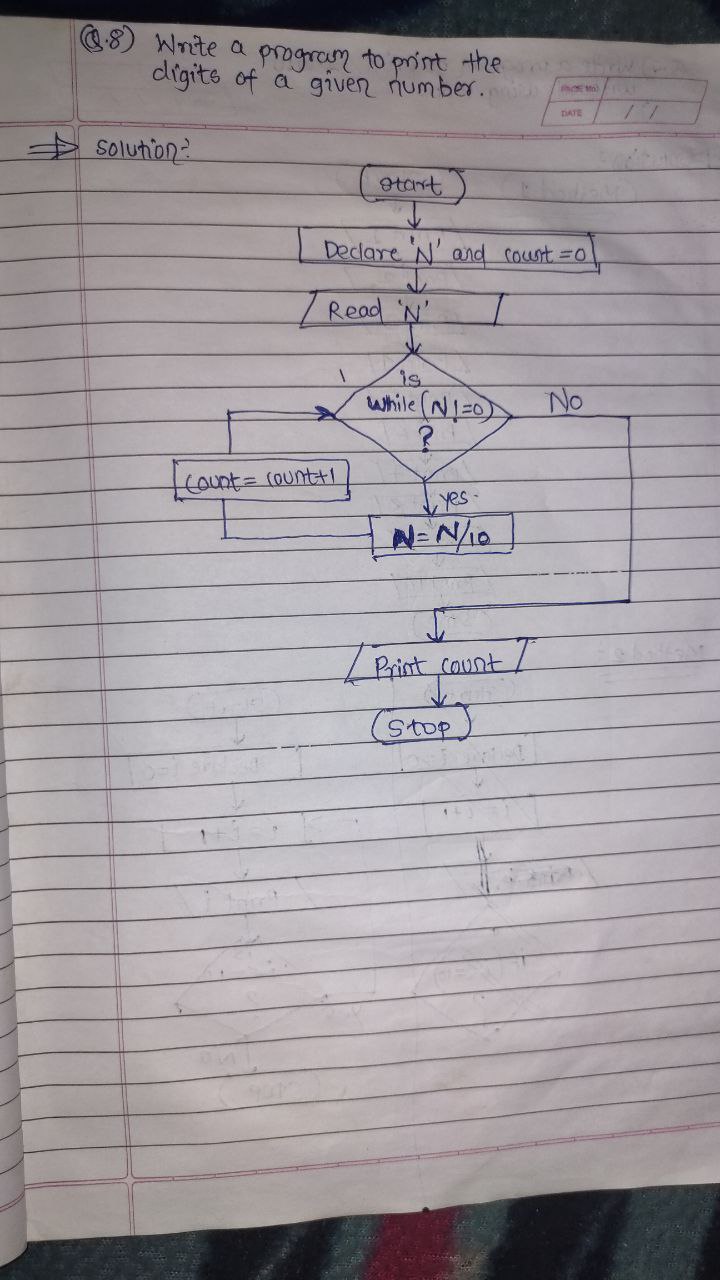 Q.8) Write a program to print the
digits of a given number.
PAGE No.
DATE / /
⇒ Solution:
Start
Declare 'N' and count=0
Read 'N'
is
while(N!=0)
?
No
count=count+1
yes.
N=N/10
Print count
Stop